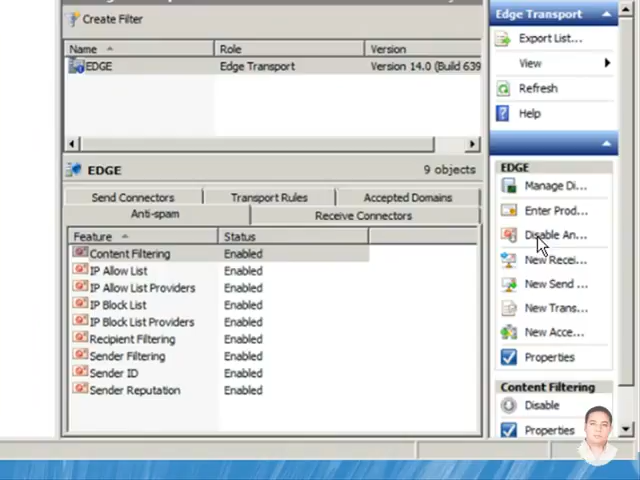 Edge Transport
Create Filter
Export List...
Name
Role
Version
EDGE
Edge Transport
Version 14.0 (Build 639
View
Refresh
Help
EDGE
9 objects
EDGE
Send Connectors
Transport Rules
Accepted Domains
Manage Di...
Anti-spam
Receive Connectors
Enter Prod...
Feature
Status
Disable An...
Content Filtering
Enabled
New Recei...
IP Allow List
Enabled
IP Allow List Providers
Enabled
New Send ...
IP Block List
Enabled
New Trans...
IP Block List Providers
Enabled
New Acce...
Recipient Filtering
Enabled
Sender Filtering
Enabled
Properties
Sender ID
Enabled
Content Filtering
Sender Reputation
Enabled
Disable
Properties